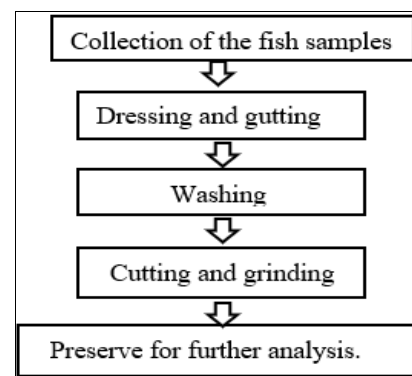 Collection of the fish samples
Dressing and gutting
Washing
Cutting and grinding
Preserve for further analysis.